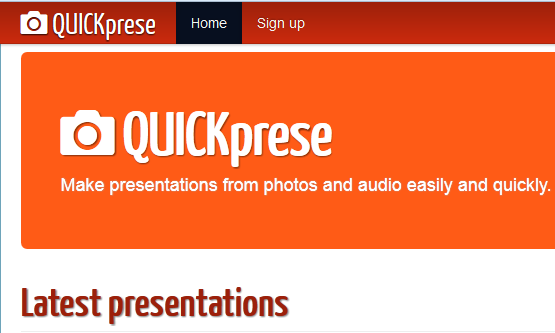 QUICKprese Home Sign up
QUICKprese
Make presentations from photos and audio easily and quickly.
Latest presentations